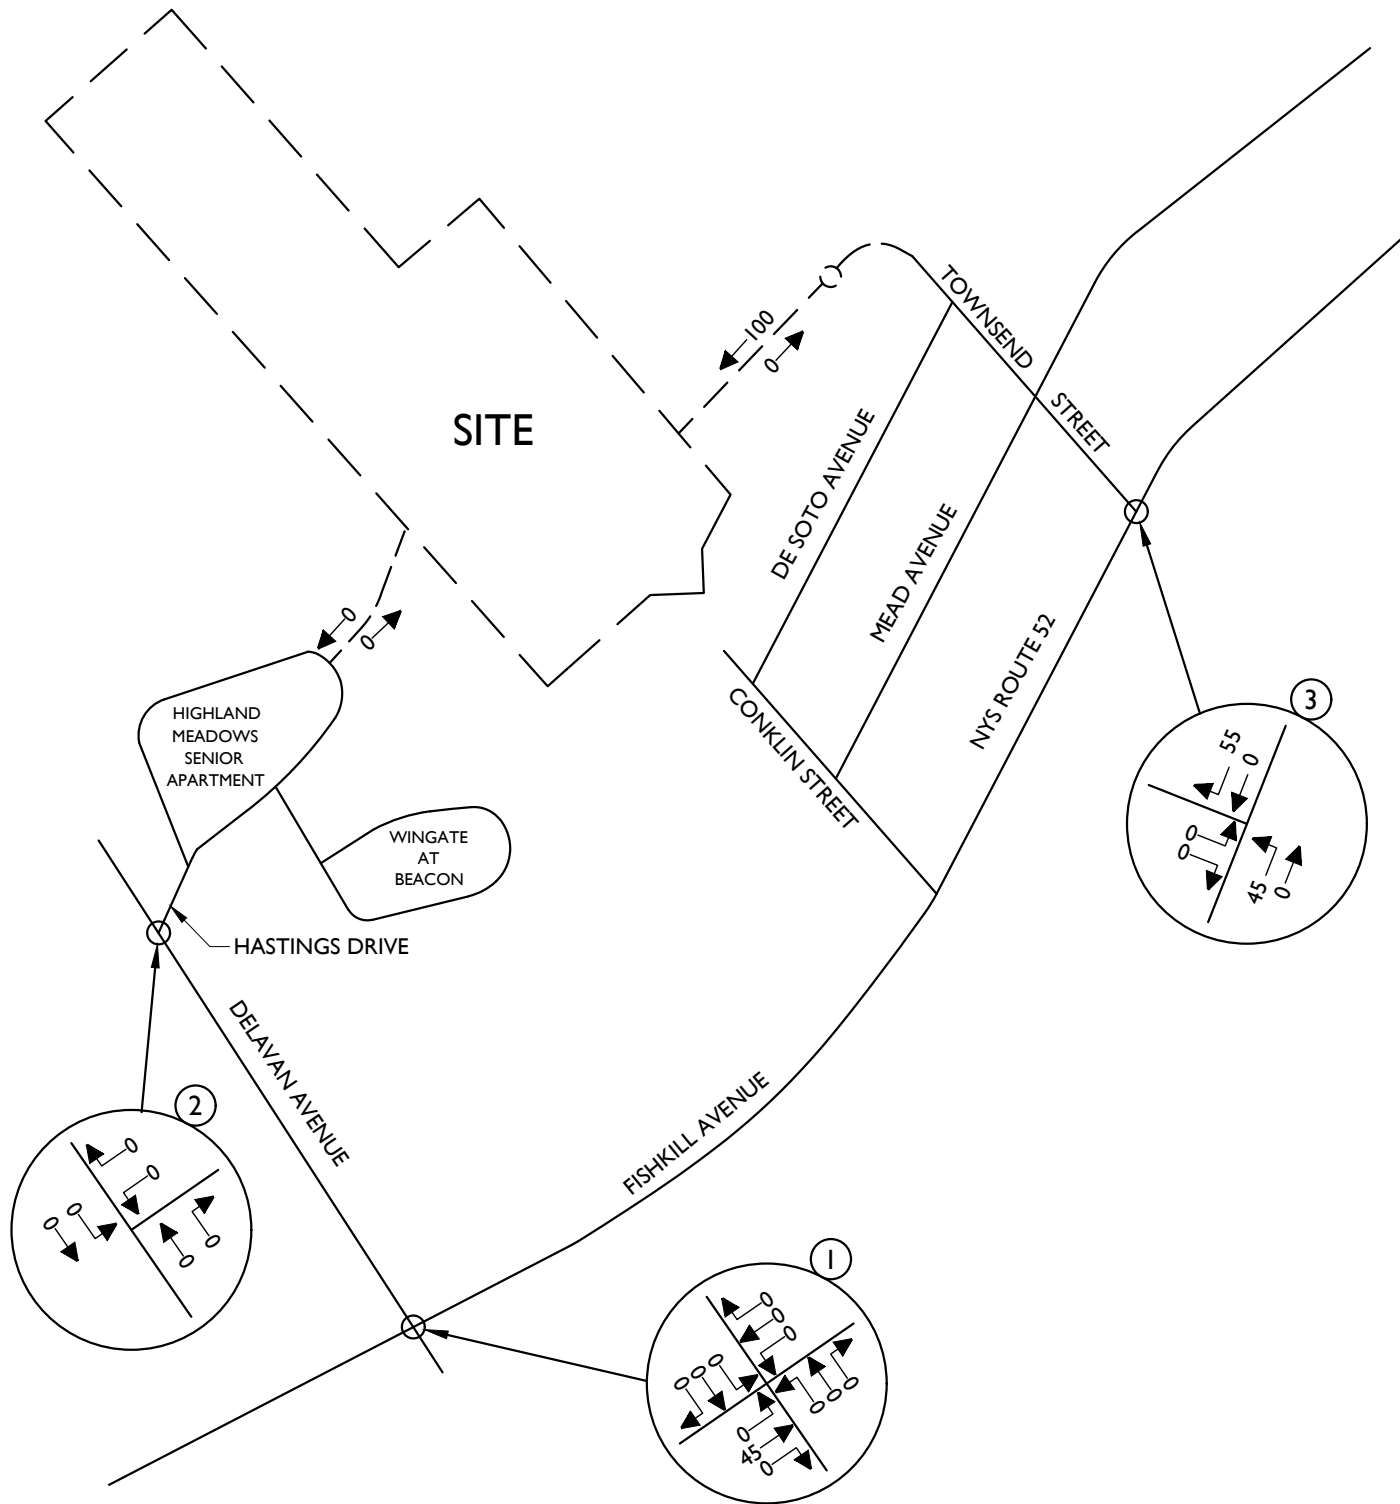 TOWNSEND
STREET
100
0
SITE
DE SOTO AVENUE
MEAD AVENUE
NYS ROUTE 52
0
0
HIGHLAND
MEADOWS
SENIOR
APARTMENT
CONKLIN STREET
3
55
0
0
0
45
0
WINGATE
AT
BEACON
HASTINGS DRIVE
DELAVAN AVENUE
FISHKILL AVENUE
2
0
0
0
0
0
0
1
0
0
0
0
0
0
0
0
0
0
45
0